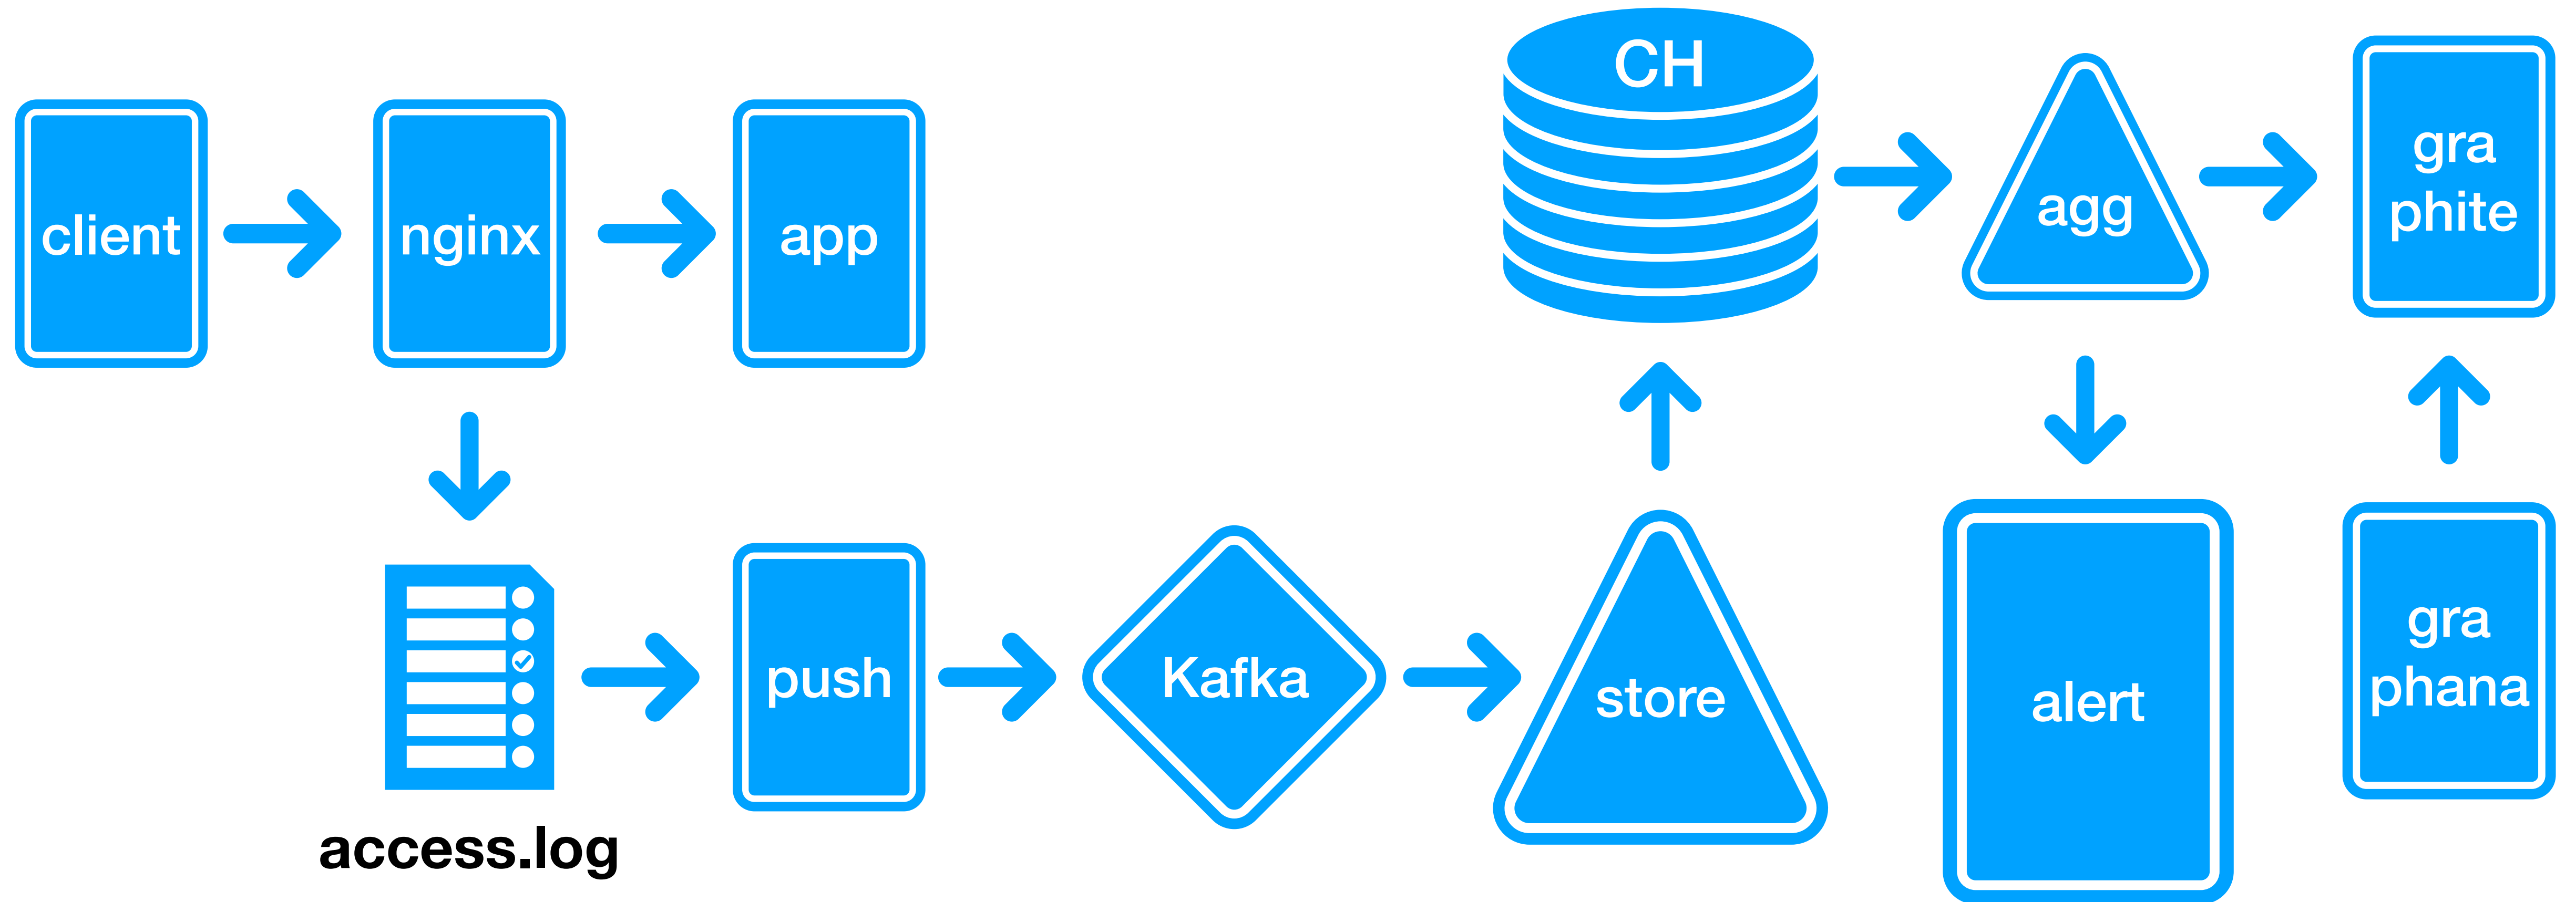 client
nginx
app
CH
agg
gra
phite
access.log
push
Kafka
store
alert
gra
phana